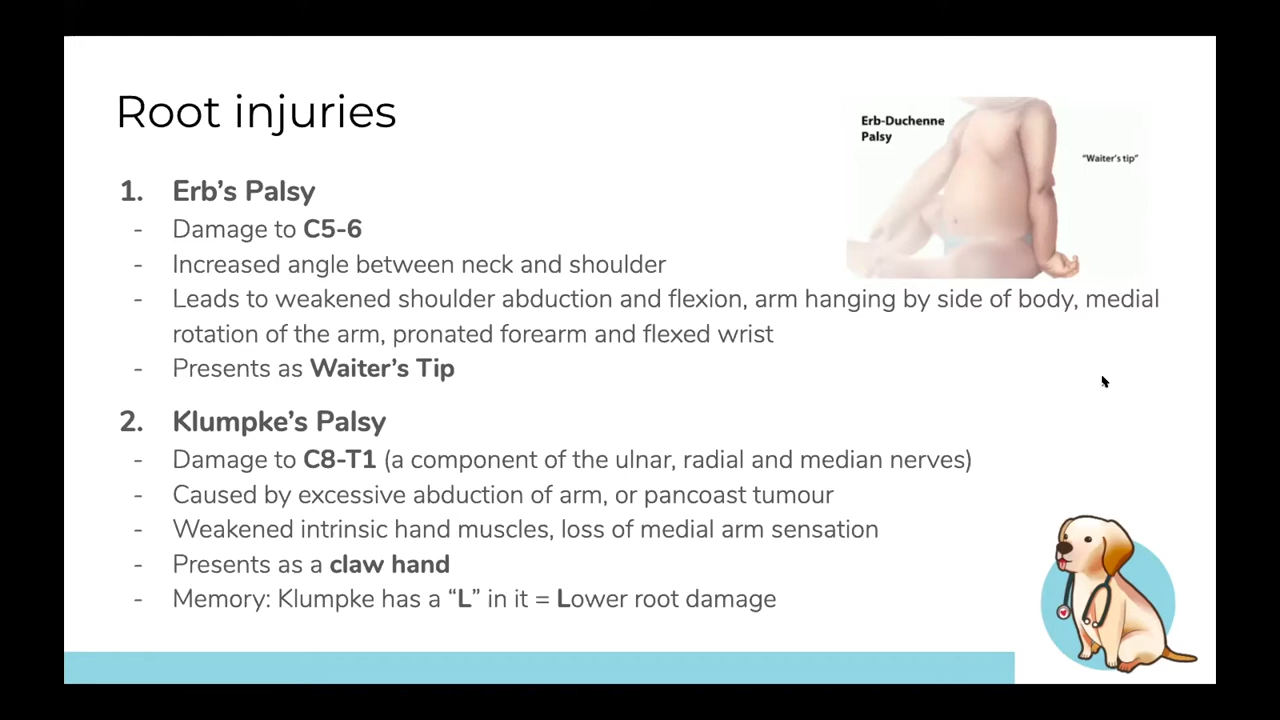 Root injuries
Erb-Duchenne
Palsy
"Waiter's tip"
1. Erb's Palsy
- Damage to C5-6
- Increased angle between neck and shoulder
- Leads to weakened shoulder abduction and flexion, arm hanging by side of body, medial
rotation of the arm, pronated forearm and flexed wrist
- Presents as Waiter's Tip
2. Klumpke's Palsy
- Damage to C8-T1 (a component of the ulnar, radial and median nerves)
- Caused by excessive abduction of arm, or pancoast tumour
- Weakened intrinsic hand muscles, loss of medial arm sensation
- Presents as a claw hand
- Memory: Klumpke has a “L” in it = Lower root damage